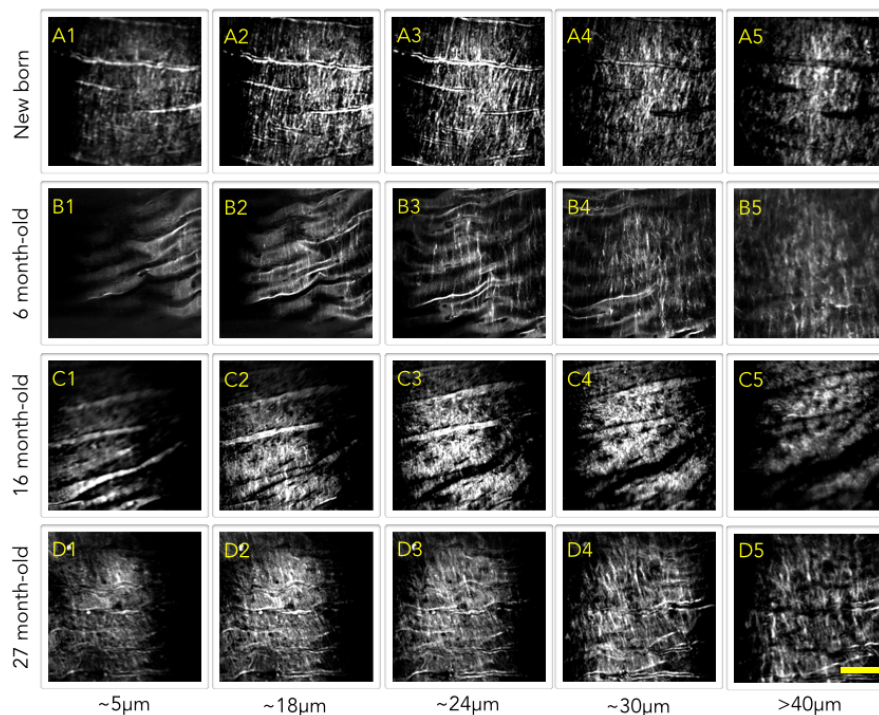 New born
A1 A2 A3 A4 A5
6 month-old
B1 B2 B3 B4 B5
16 month-old
C1 C2 C3 C4 C5
27 month-old
D1 D2 D3 D4 D5
~5μm ~18μm ~24μm ~30μm >40μm